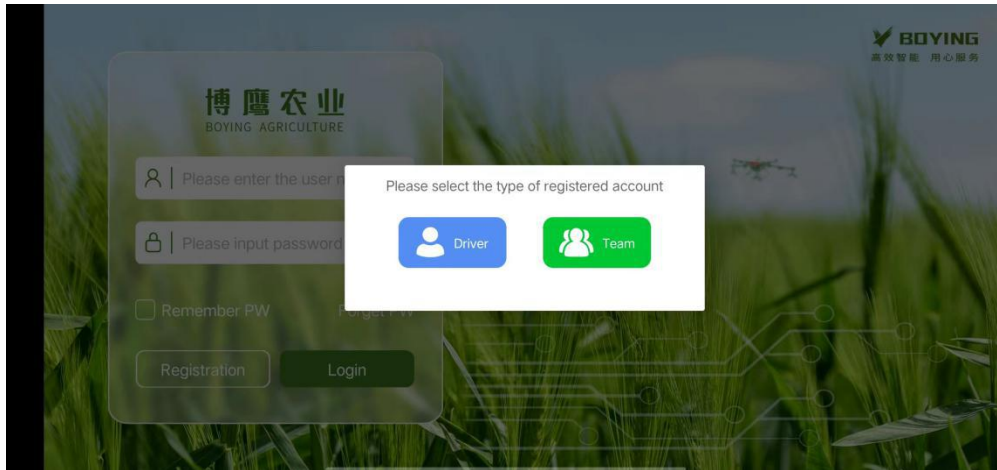 BOYING
高效智能 用心服务
博鹰农业
BOYING AGRICULTURE
Please enter the user n
Please input password
Remember PW
Forget PW
Registration
Login
Please select the type of registered account
Driver
Team